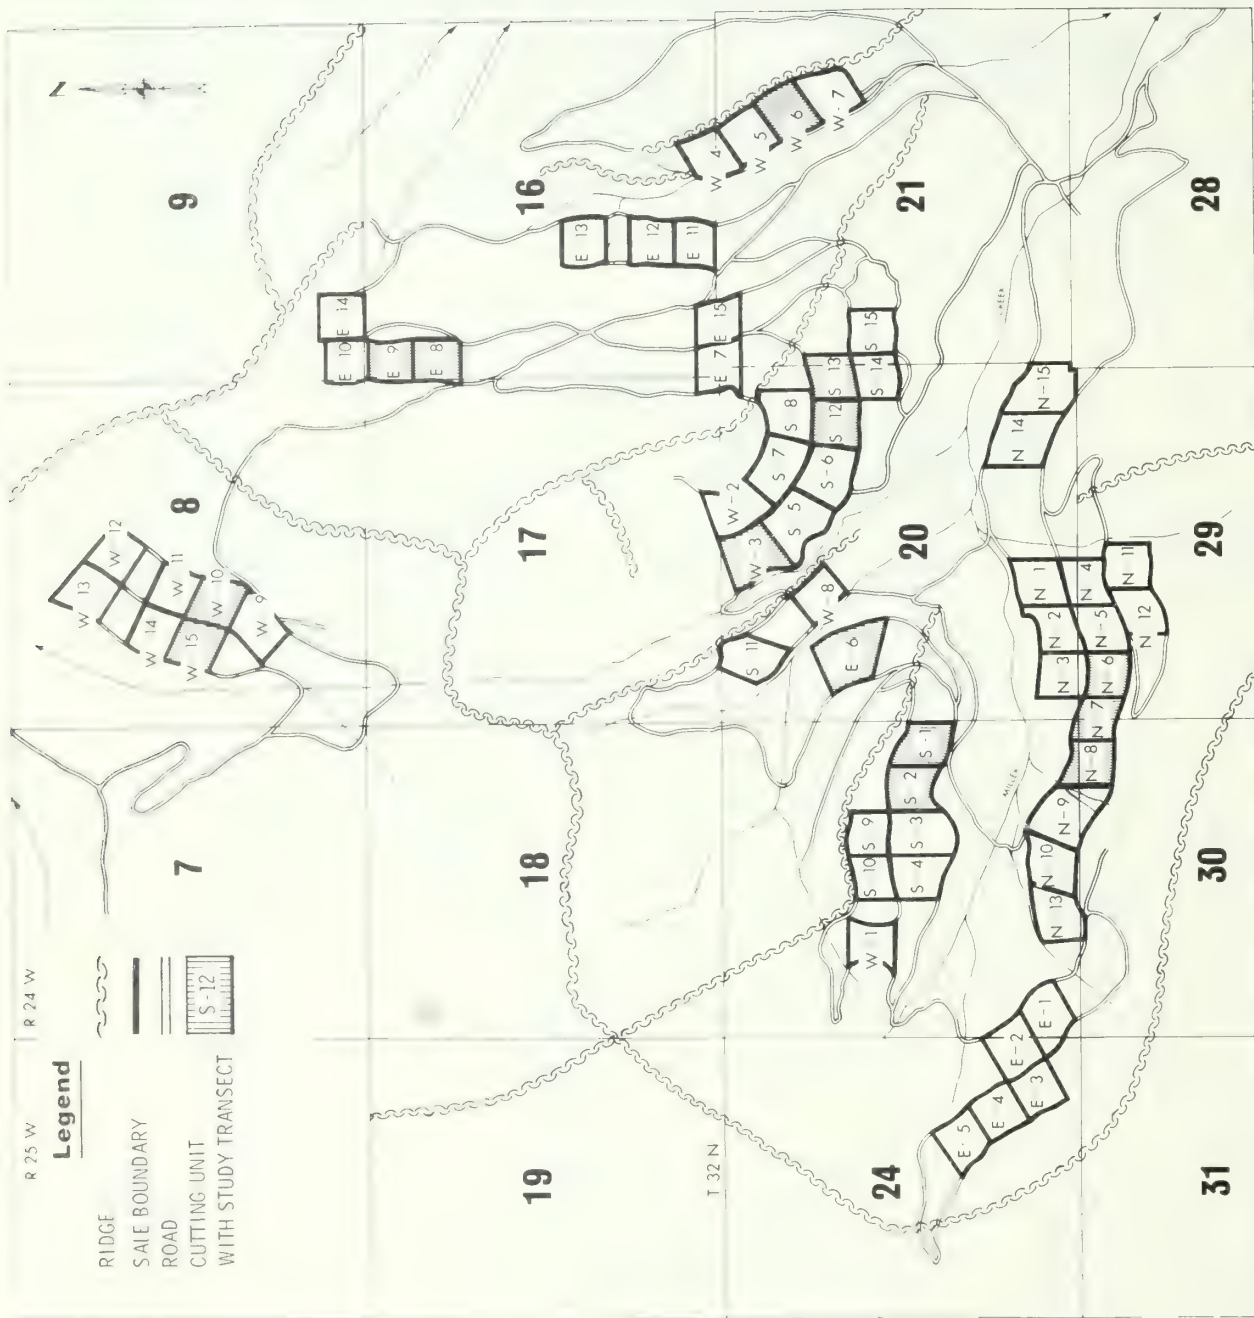 R 25 W
R 24 W
Legend
RIDGE
SALE BOUNDARY
ROAD
CUTTING UNIT
WITH STUDY TRANSECT
S-12
7
8
9
W 13
W 12
W 14
W 11
W 15
W 10
W 9
E 10
E 14
E 9
E 8
19
18
17
16
E 13
E 12
E 11
T 32 N
E 7
E 15
W 4
W 5
W 6
W-7
W-2
W-3
S 5
S-7
S 8
S-6
S 12
S 13
S 14
S 15
S 11
W-8
E 6
24
20
21
W 1
S 10
S 9
S 4
S-3
S-2
S-1
E-5
E 4
E-3
E-2
E-1
MILLER
CREEK
N 14
N-15
N 13
N 10
N-9
N-8
N 7
N 6
N-5
N 4
N 3
N 2
N 1
N 12
N 11
31
30
29
28